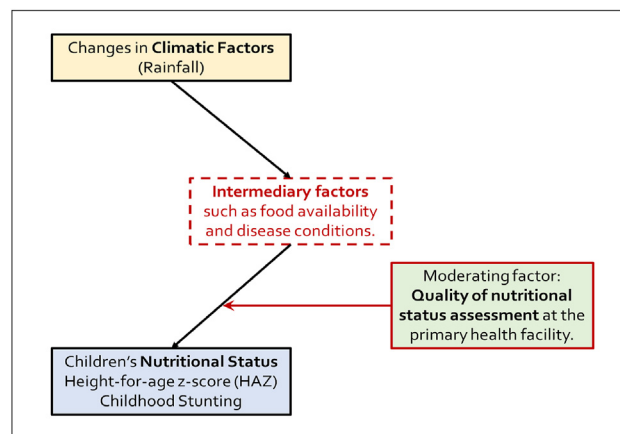 Changes in Climatic Factors
(Rainfall)
Intermediary factors
such as food availability
and disease conditions.
Moderating factor:
Quality of nutritional
status assessment at the
primary health facility.
Children's Nutritional Status
Height-for-age z-score (HAZ)
Childhood Stunting